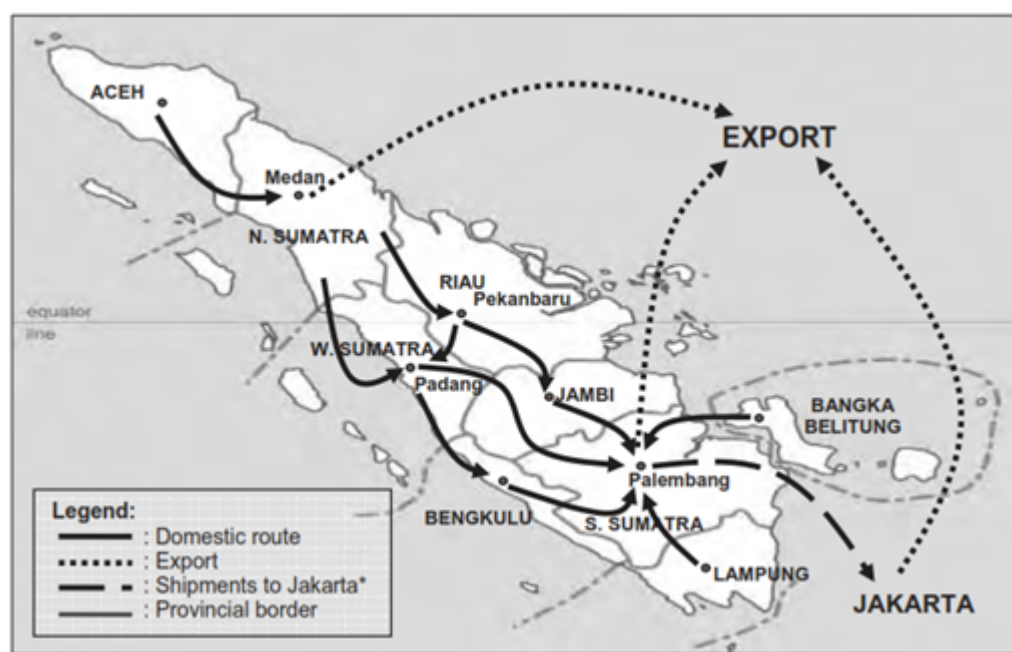 ACEH
EXPORT
Medan
N. SUMATRA
RIAU
Pekanbaru
equator
line
W. SUMATRA
Padang
JAMBI
BANGKA
BELITUNG
Palembang
BENGKULU
S. SUMATRA
LAMPUNG
JAKARTA
Legend:
: Domestic route
: Export
: Shipments to Jakarta*
: Provincial border